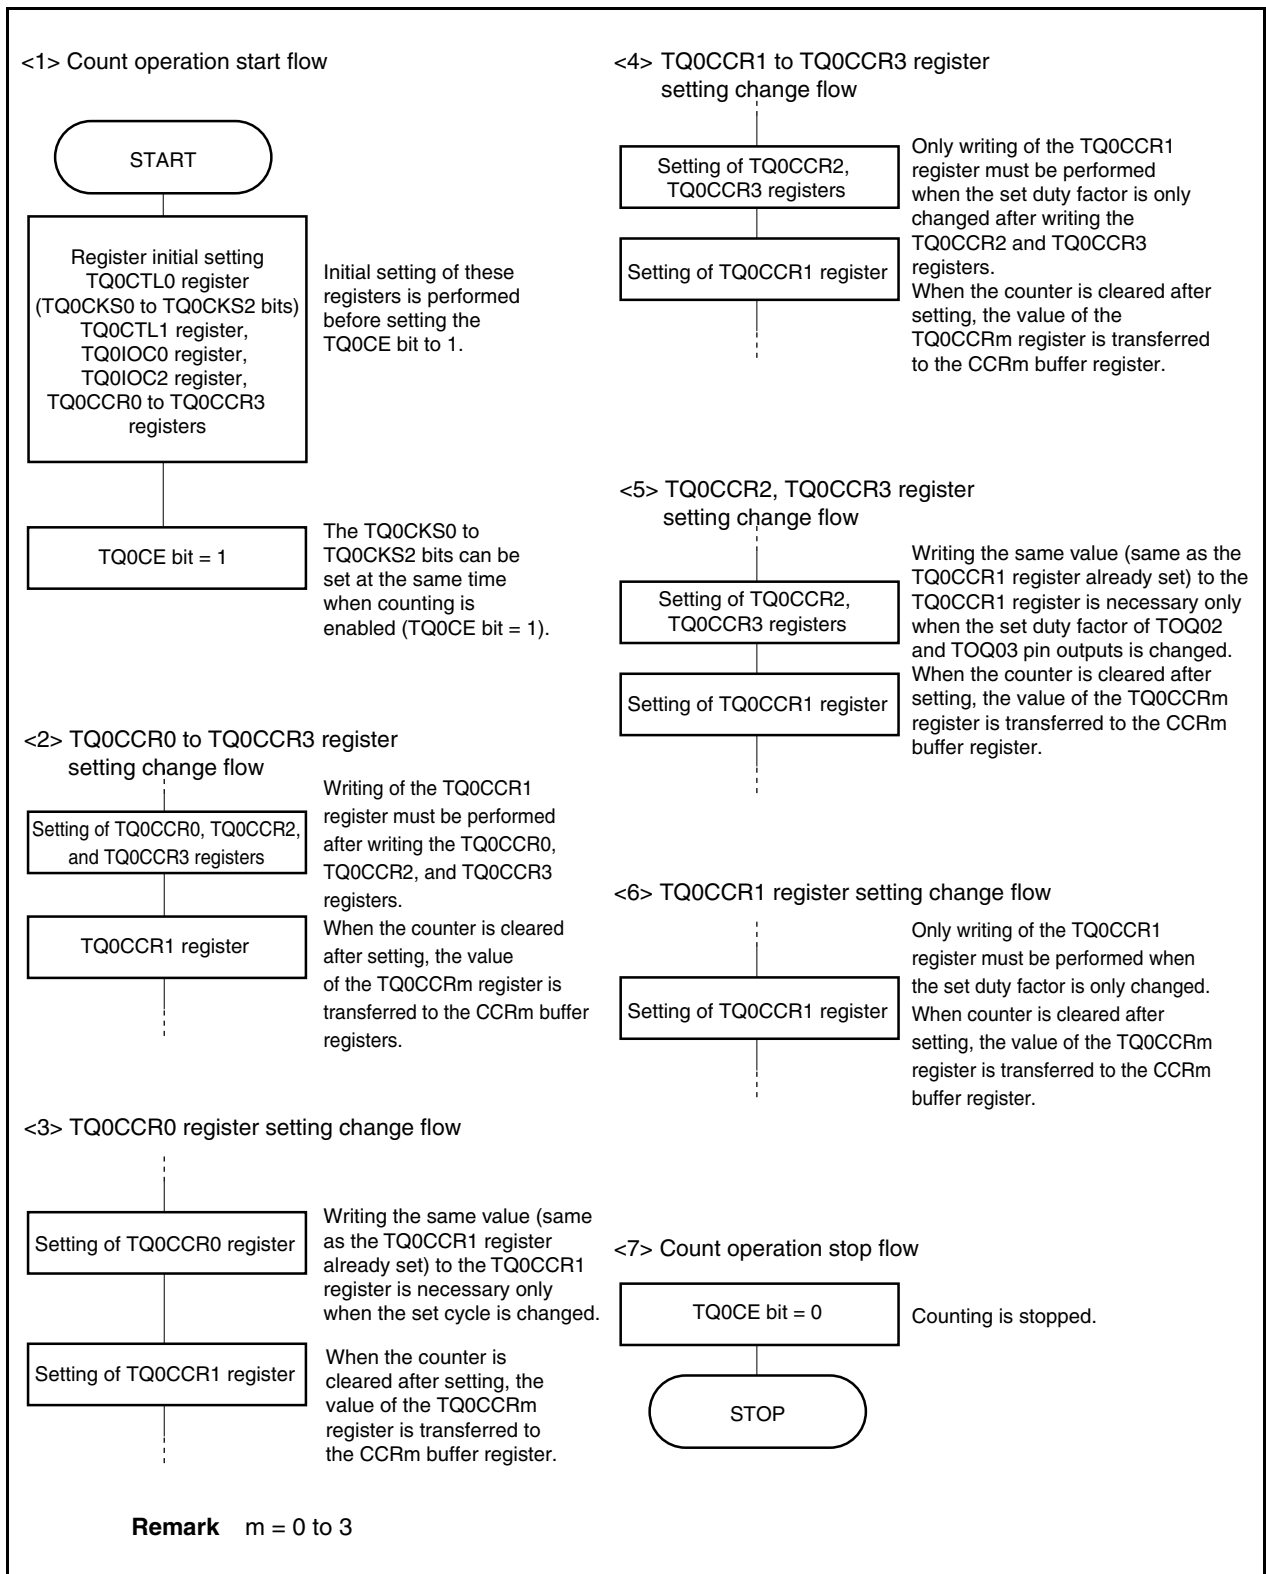 <1> Count operation start flow
START
Register initial setting
TQ0CTL0 register
(TQ0CKS0 to TQ0CKS2 bits)
TQ0CTL1 register,
TQ0IOC0 register,
TQ0IOC2 register,
TQ0CCR0 to TQ0CCR3
registers
Initial setting of these
registers is performed
before setting the
TQ0CE bit to 1.
TQ0CE bit = 1
The TQ0CKS0 to
TQ0CKS2 bits can be
set at the same time
when counting is
enabled (TQ0CE bit = 1).
<2> TQ0CCR0 to TQ0CCR3 register
setting change flow
Setting of TQ0CCR0, TQ0CCR2,
and TQ0CCR3 registers
TQ0CCR1 register
Writing of the TQ0CCR1
register must be performed
after writing the TQ0CCR0,
TQ0CCR2, and TQ0CCR3
registers.
When the counter is cleared
after setting, the value
of the TQ0CCRm register is
transferred to the CCRm buffer
registers.
<3> TQ0CCR0 register setting change flow
Setting of TQ0CCR0 register
Writing the same value (same
as the TQ0CCR1 register
already set) to the TQ0CCR1
register is necessary only
when the set cycle is changed.
Setting of TQ0CCR1 register
When the counter is
cleared after setting, the
value of the TQ0CCRm
register is transferred to
the CCRm buffer register.
<4> TQ0CCR1 to TQ0CCR3 register
setting change flow
Setting of TQ0CCR2,
TQ0CCR3 registers
Setting of TQ0CCR1 register
Only writing of the TQ0CCR1
register must be performed
when the set duty factor is only
changed after writing the
TQ0CCR2 and TQ0CCR3
registers.
When the counter is cleared after
setting, the value of the
TQ0CCRm register is transferred
to the CCRm buffer register.
<5> TQ0CCR2, TQ0CCR3 register
setting change flow
Setting of TQ0CCR2,
TQ0CCR3 registers
Setting of TQ0CCR1 register
Writing the same value (same as the
TQ0CCR1 register already set) to the
TQ0CCR1 register is necessary only
when the set duty factor of TOQ02
and TOQ03 pin outputs is changed.
When the counter is cleared after
setting, the value of the TQ0CCRm
register is transferred to the CCRm
buffer register.
<6> TQ0CCR1 register setting change flow
Setting of TQ0CCR1 register
Only writing of the TQ0CCR1
register must be performed when
the set duty factor is only changed.
When counter is cleared after
setting, the value of the TQ0CCRm
register is transferred to the CCRm
buffer register.
<7> Count operation stop flow
TQ0CE bit = 0
Counting is stopped.
STOP
Remark m = 0 to 3